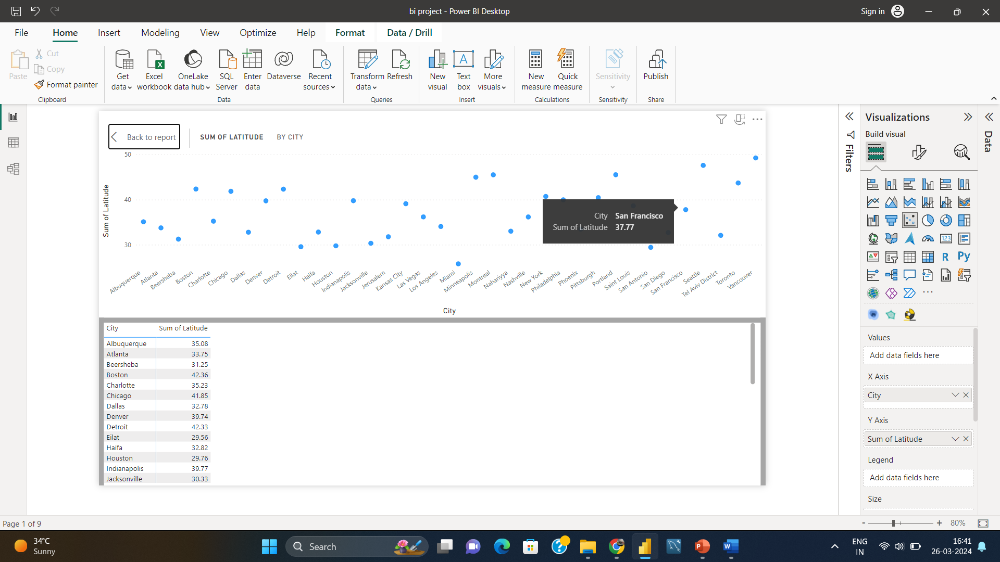 bi project - Power BI Desktop
Sign in
File Home Insert Modeling View Optimize Help Format Data / Drill
Paste
Cut
Copy
Format painter
Clipboard
Get data
Excel workbook
OneLake data hub
SQL Server
Enter data
Dataverse
Recent sources
Data
Transform data
Refresh
Queries
New visual
Text box
More visuals
Insert
New measure
Quick measure
Calculations
Sensitivity
Sensitivity
Publish
Share
Back to report
SUM OF LATITUDE BY CITY
Sum of Latitude
50
40
30
City San Francisco
Sum of Latitude 37.77
Albuquerque
Atlanta
Beersheba
Boston
Charlotte
Chicago
Dallas
Denver
Detroit
Eilat
Haifa
Houston
Indianapolis
Jacksonville
Jerusalem
Kansas City
Las Vegas
Los Angeles
Miami
Minneapolis
Montreal
Nahariyya
Nashville
New York
Philadelphia
Phoenix
Pittsburgh
Portland
Saint Louis
San Antonio
San Diego
San Francisco
Seattle
Tel Aviv District
Toronto
Vancouver
City
City Sum of Latitude
Albuquerque 35.08
Atlanta 33.75
Beersheba 31.25
Boston 42.36
Charlotte 35.23
Chicago 41.85
Dallas 32.78
Denver 39.74
Detroit 42.33
Eilat 29.56
Haifa 32.82
Houston 29.76
Indianapolis 39.77
Jacksonville 30.33
Filters
Visualizations
Build visual
123
R
Py
Values
Add data fields here
X Axis
City
Y Axis
Sum of Latitude
Legend
Add data fields here
Size
Data
Page 1 of 9
- + 80%
34°C
Sunny
Search
ENG
IN
16:41
26-03-2024